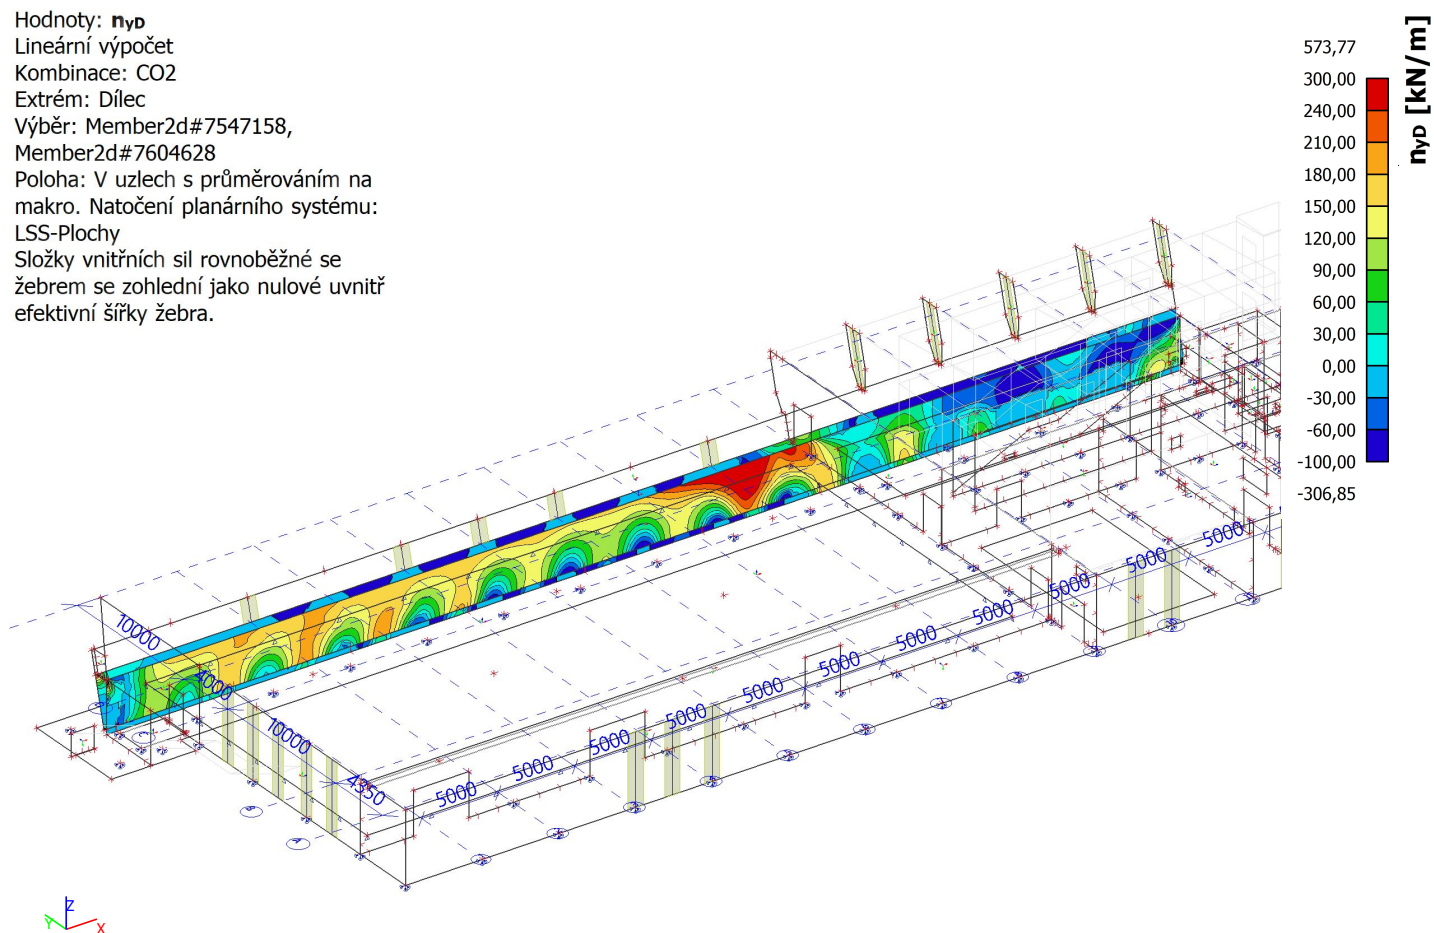 Hodnoty: nyD
Lineární výpočet
Kombinace: CO2
Extrém: Dílec
Výběr: Member2d#7547158,
Member2d#7604628
Poloha: V uzlech s průměrováním na
makro. Natočení planárního systému:
LSS-Plochy
Složky vnitřních sil rovnoběžné se
žebrem se zohlední jako nulové uvnitř
efektivní šířky žebra.
nyD [kN/m]
573,77
300,00
240,00
210,00
180,00
150,00
120,00
90,00
60,00
30,00
0,00
-30,00
-60,00
-100,00
-306,85
10000
4000
10000
4350
5000
5000
5000
5000
5000
5000
5000
5000
5000
5000
5000
Z
Y
X